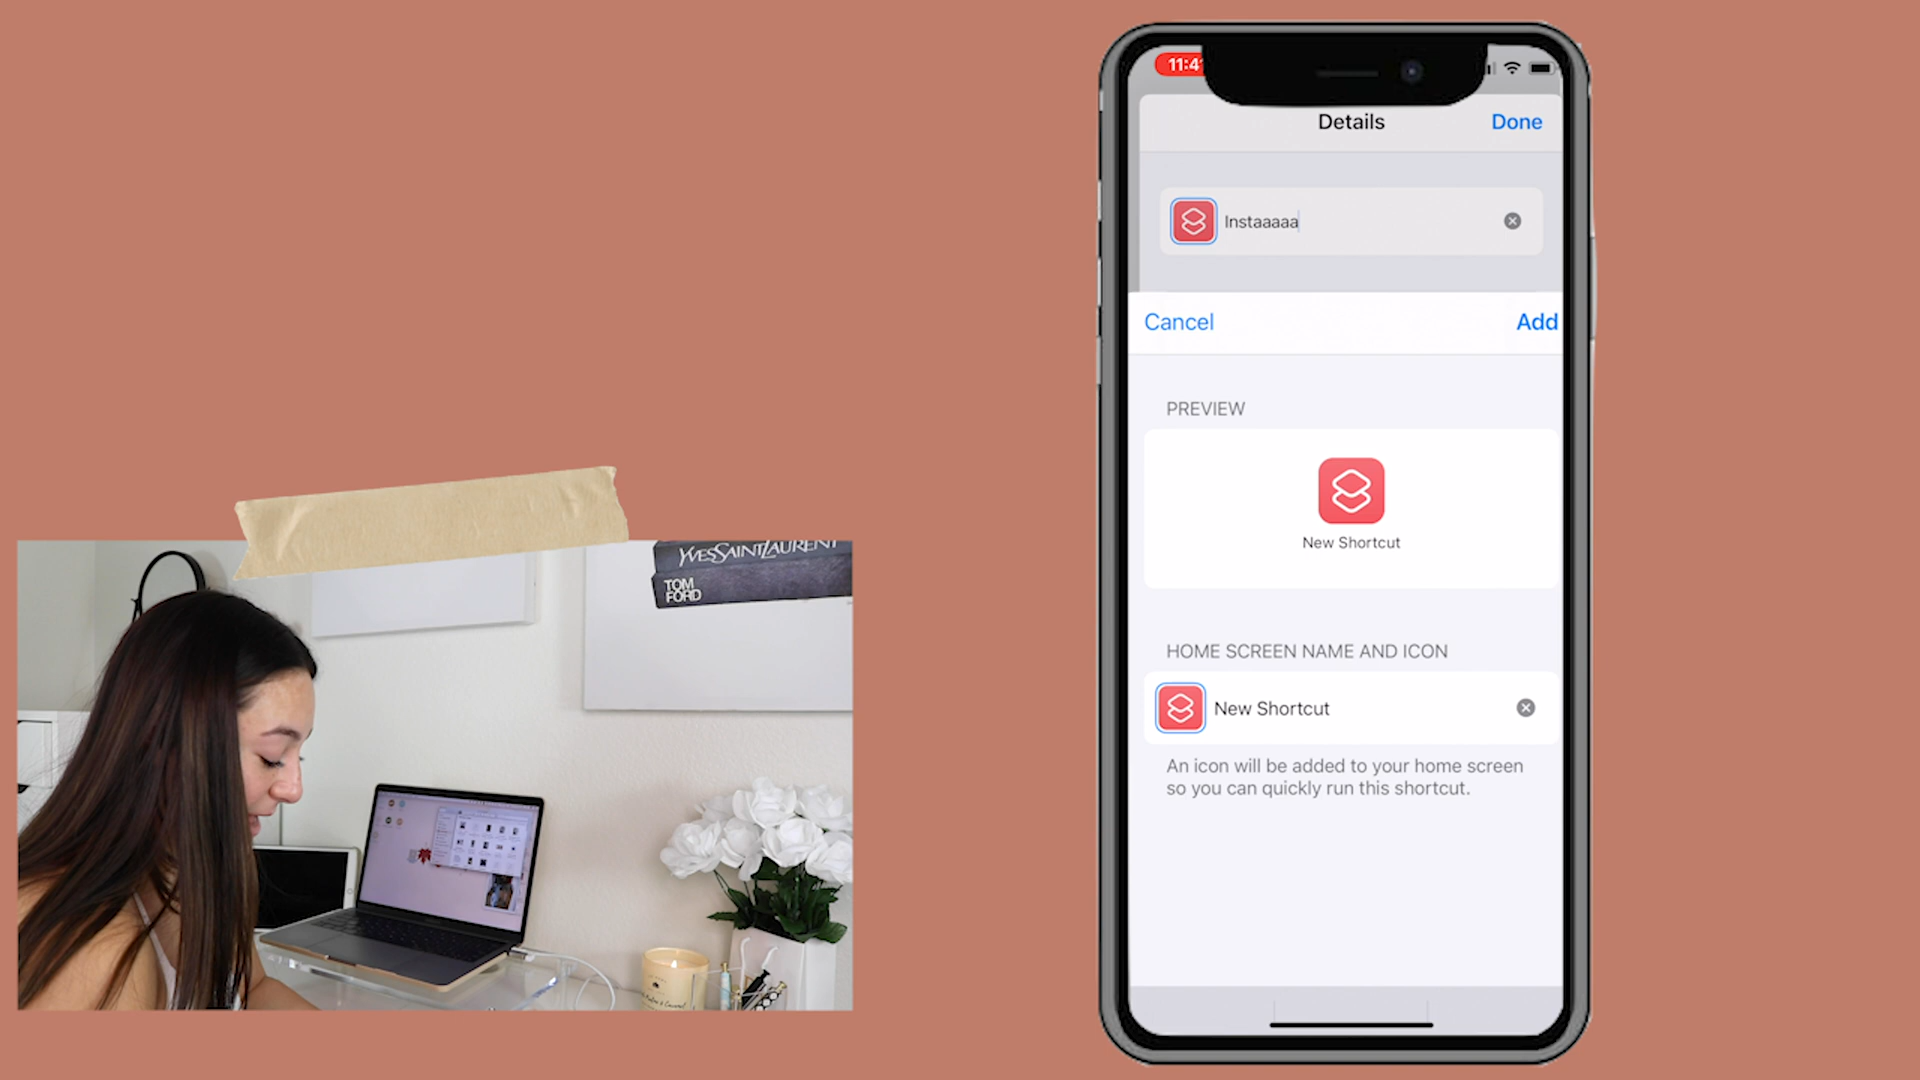 11:41
Details
Done
Instaaaaa
Cancel
Add
PREVIEW
New Shortcut
HOME SCREEN NAME AND ICON
New Shortcut
An icon will be added to your home screen
so you can quickly run this shortcut.
YVESSAINTLAURENT
TOM
FORD